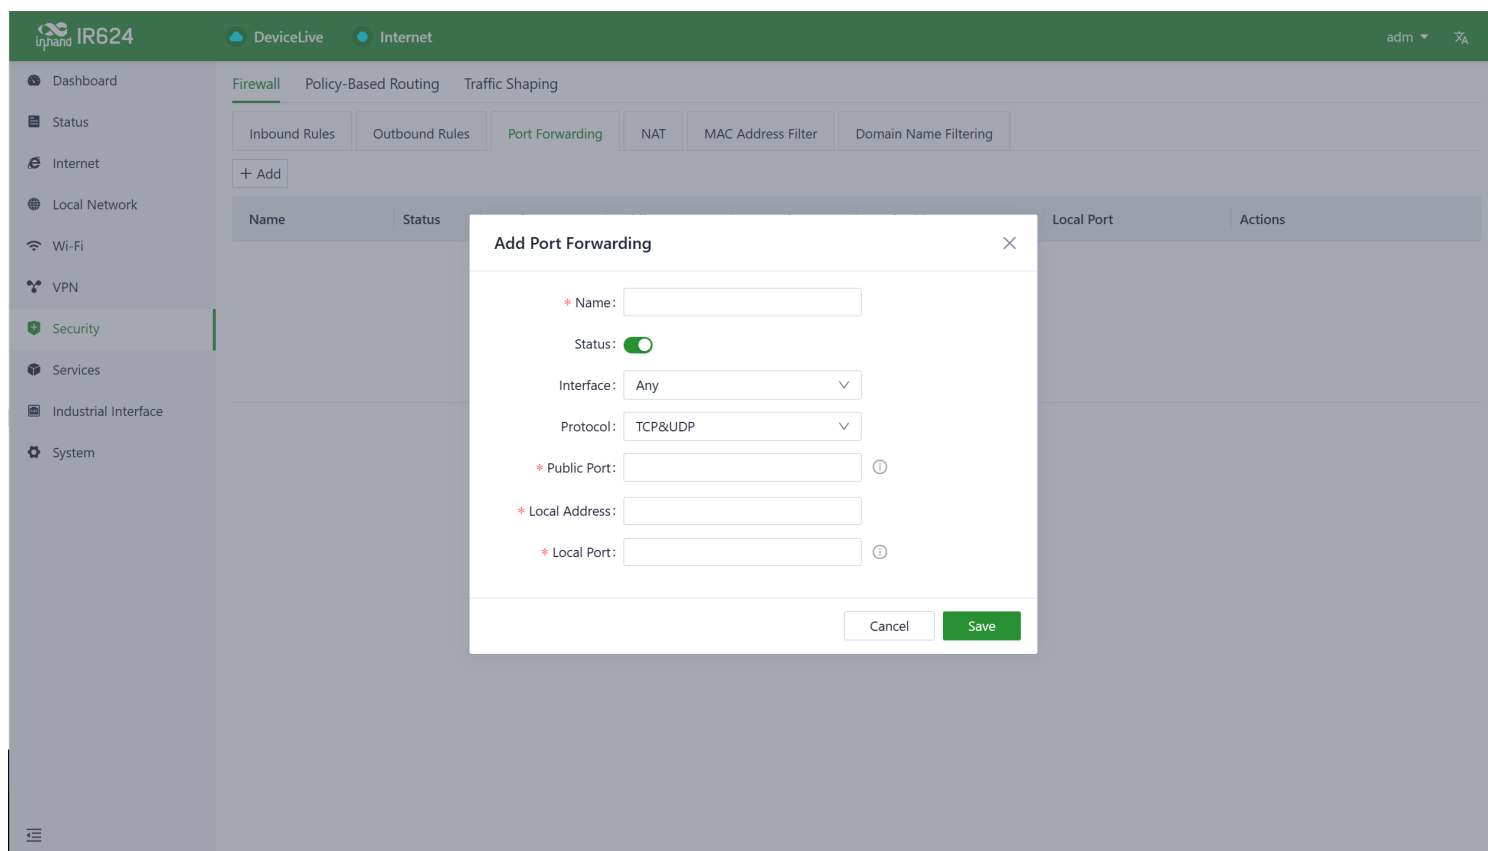 inhand IR624
DeviceLive Internet
adm
Dashboard
Status
Internet
Local Network
Wi-Fi
VPN
Security
Services
Industrial Interface
System
Firewall Policy-Based Routing Traffic Shaping
Inbound Rules Outbound Rules Port Forwarding NAT MAC Address Filter Domain Name Filtering
+ Add
Name Status Local Port Actions
Add Port Forwarding
* Name:
Status:
Interface: Any
Protocol: TCP&UDP
* Public Port:
* Local Address:
* Local Port:
Cancel Save